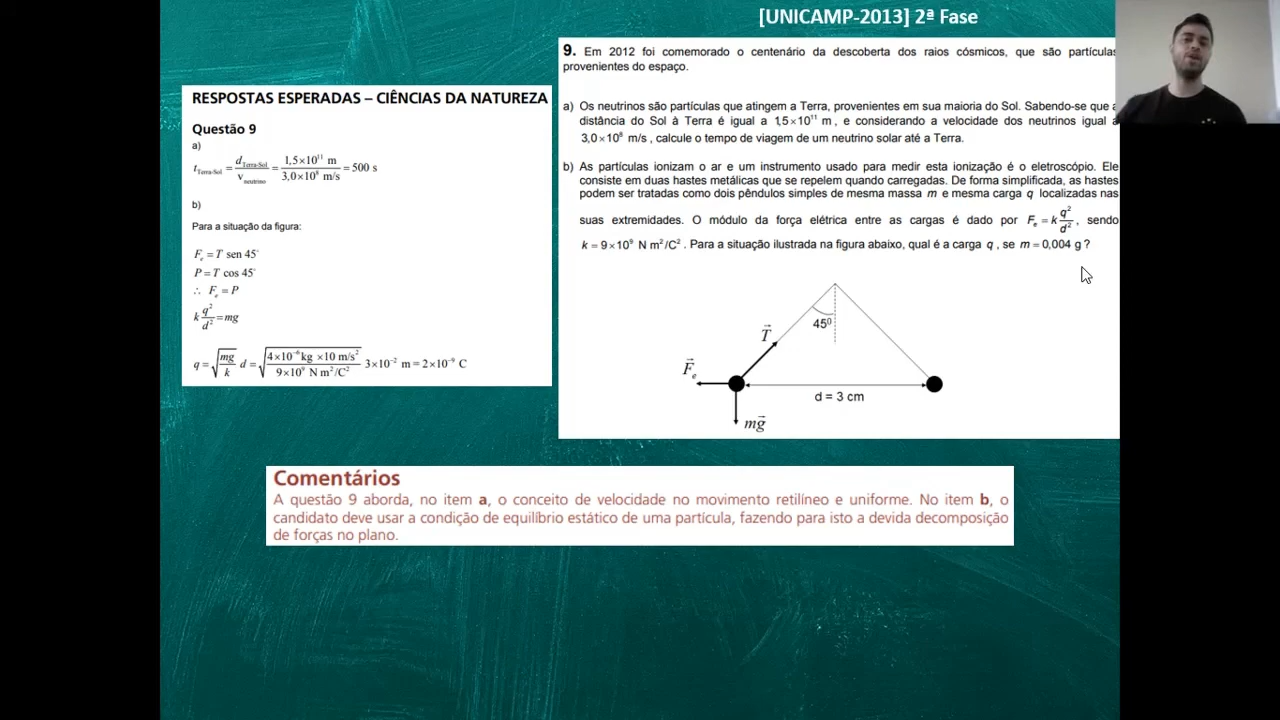 [UNICAMP-2013] 2ª Fase
RESPOSTAS ESPERADAS – CIÊNCIAS DA NATUREZA
Questão 9
a)
t_Terra-Sol = d_Terra-Sol / v_neutrino = 1,5×10¹¹ m / 3,0×10⁸ m/s = 500 s
b)
Para a situação da figura:
F_e = T sen 45°
P = T cos 45°
∴ F_e = P
k q²/d² = mg
q = √(mg/k) d = √(4×10⁻⁶ kg ×10 m/s² / 9×10⁹ N m²/C²) 3×10⁻² m = 2×10⁻⁹ C
9. Em 2012 foi comemorado o centenário da descoberta dos raios cósmicos, que são partículas
provenientes do espaço.
a) Os neutrinos são partículas que atingem a Terra, provenientes em sua maioria do Sol. Sabendo-se que a
distância do Sol à Terra é igual a 1,5×10¹¹ m, e considerando a velocidade dos neutrinos igual a
3,0×10⁸ m/s, calcule o tempo de viagem de um neutrino solar até a Terra.
b) As partículas ionizam o ar e um instrumento usado para medir esta ionização é o eletroscópio. Ele
consiste em duas hastes metálicas que se repelem quando carregadas. De forma simplificada, as hastes
podem ser tratadas como dois pêndulos simples de mesma massa m e mesma carga q localizadas nas
suas extremidades. O módulo da força elétrica entre as cargas é dado por F_e = k q²/d², sendo
k = 9×10⁹ N m²/C². Para a situação ilustrada na figura abaixo, qual é a carga q, se m = 0,004 g?
45⁰
T⃗
F⃗_e
d = 3 cm
mg⃗
Comentários
A questão 9 aborda, no item a, o conceito de velocidade no movimento retilíneo e uniforme. No item b, o
candidato deve usar a condição de equilíbrio estático de uma partícula, fazendo para isto a devida decomposição
de forças no plano.